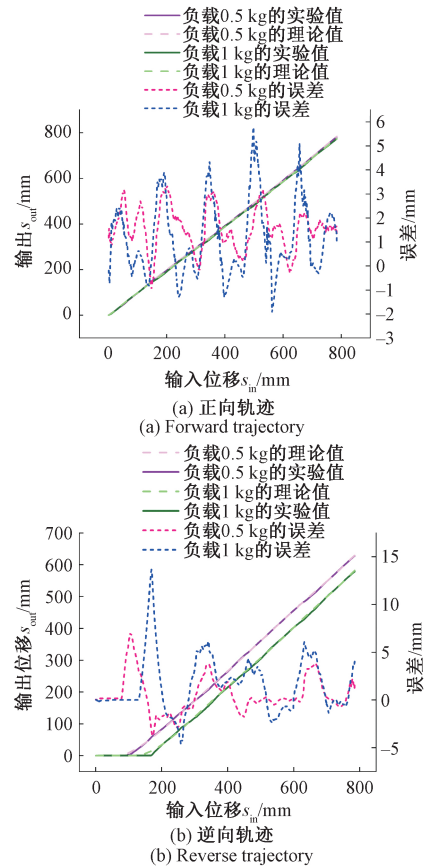 负载0.5 kg的实验值
负载0.5 kg的理论值
负载1 kg的实验值
负载1 kg的理论值
负载0.5 kg的误差
负载1 kg的误差
800
600
400
200
0
输出sout/mm
6
5
4
3
2
1
0
−1
−2
−3
误差/mm
0 200 400 600 800
输入位移sin/mm
(a) 正向轨迹
(a) Forward trajectory
负载0.5 kg的理论值
负载0.5 kg的实验值
负载1 kg的理论值
负载1 kg的实验值
负载0.5 kg的误差
负载1 kg的误差
700
600
500
400
300
200
100
0
输出位移sout/mm
15
10
5
0
−5
误差/mm
0 200 400 600 800
输入位移sin/mm
(b) 逆向轨迹
(b) Reverse trajectory